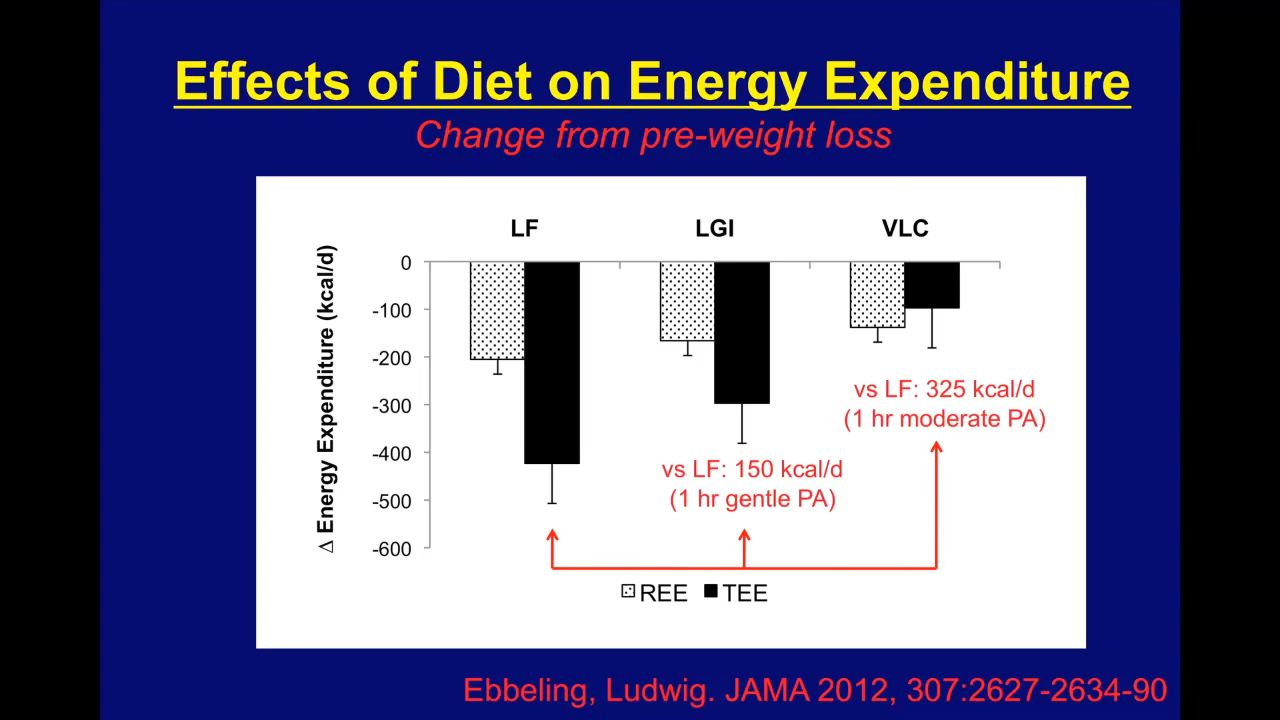 Effects of Diet on Energy Expenditure
Change from pre-weight loss
LF
LGI
VLC
Δ Energy Expenditure (kcal/d)
0
-100
-200
-300
-400
-500
-600
vs LF: 325 kcal/d
(1 hr moderate PA)
vs LF: 150 kcal/d
(1 hr gentle PA)
REE TEE
Ebbeling, Ludwig. JAMA 2012, 307:2627-2634-90